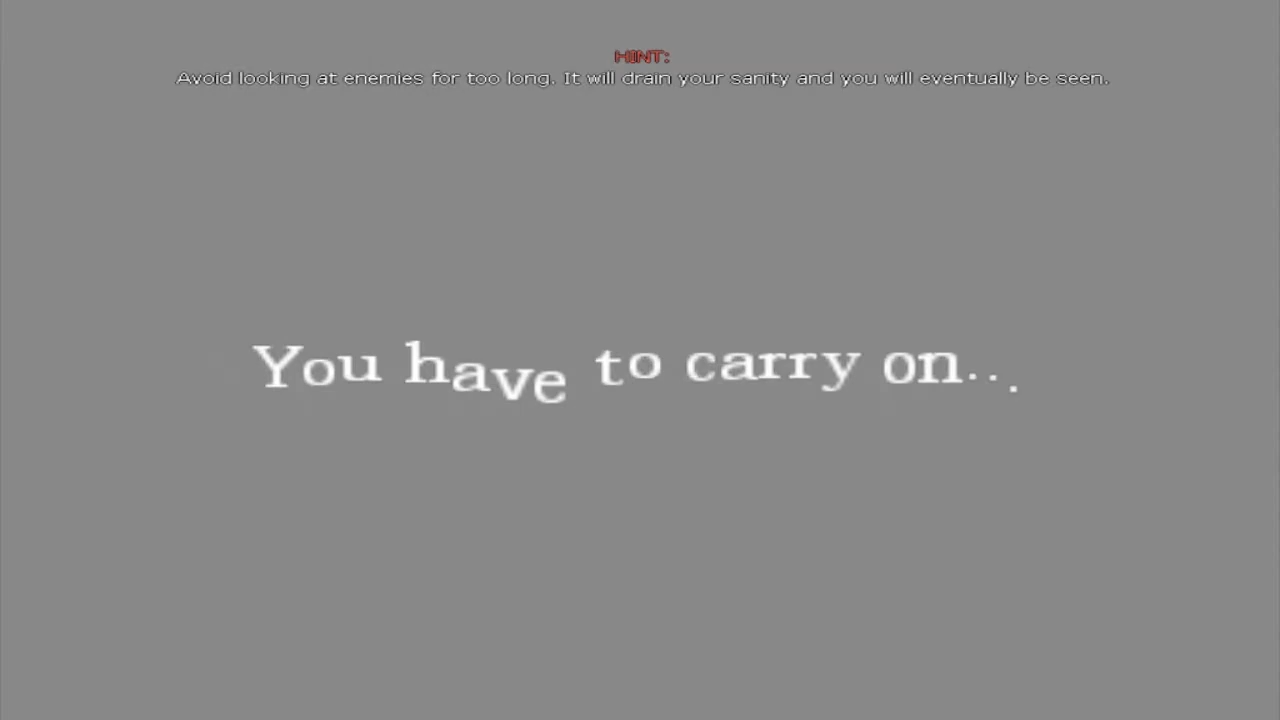 HINT:
Avoid looking at enemies for too long. It will drain your sanity and you will eventually be seen.
You have to carry on...